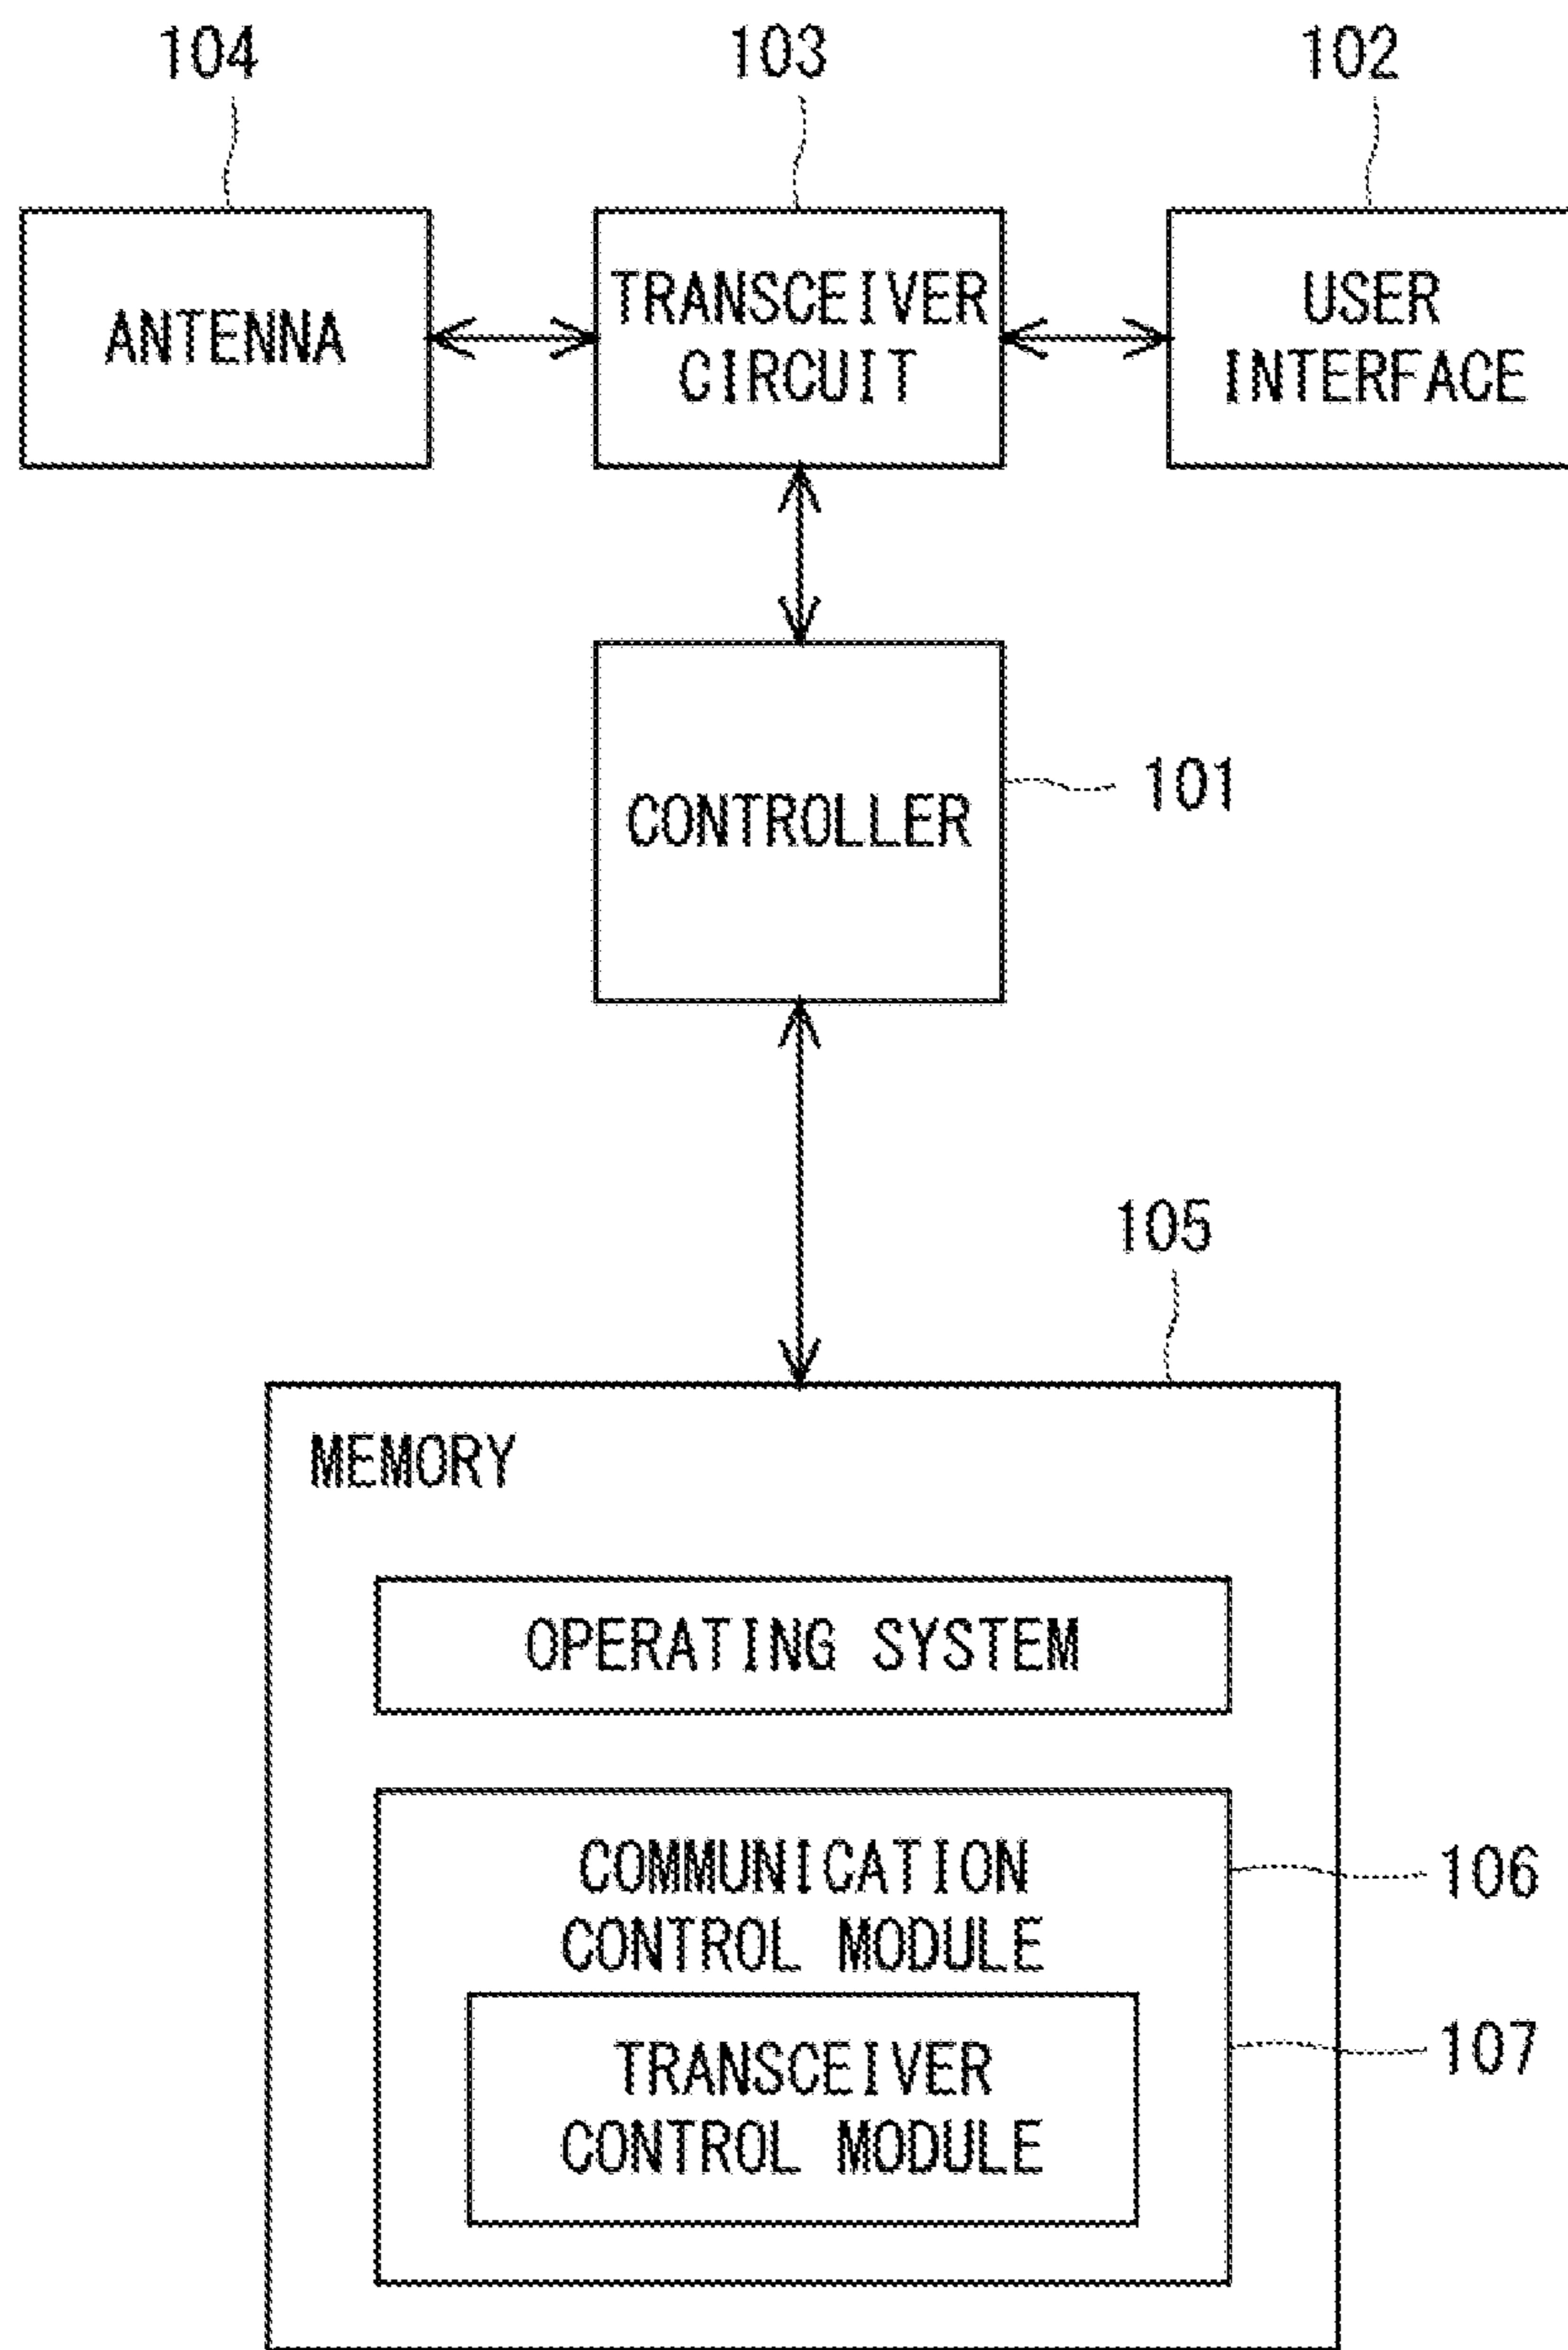 104
103
102
ANTENNA
TRANSCEIVER
CIRCUIT
USER
INTERFACE
CONTROLLER
101
105
MEMORY
OPERATING SYSTEM
COMMUNICATION
CONTROL MODULE
106
TRANSCEIVER
CONTROL MODULE
107